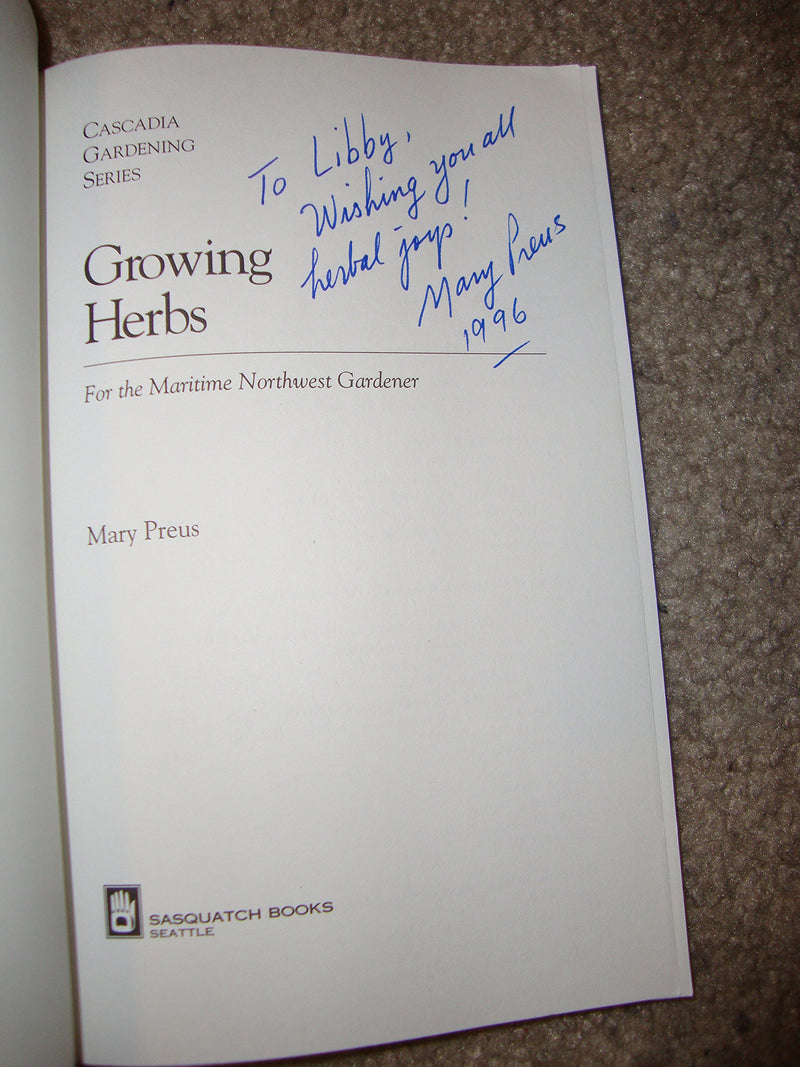 CASCADIA
GARDENING
SERIES
To Libby,
Wishing you all
herbal joys!
Mary Preus
1996
Growing
Herbs
For the Maritime Northwest Gardener
Mary Preus
SASQUATCH BOOKS
SEATTLE